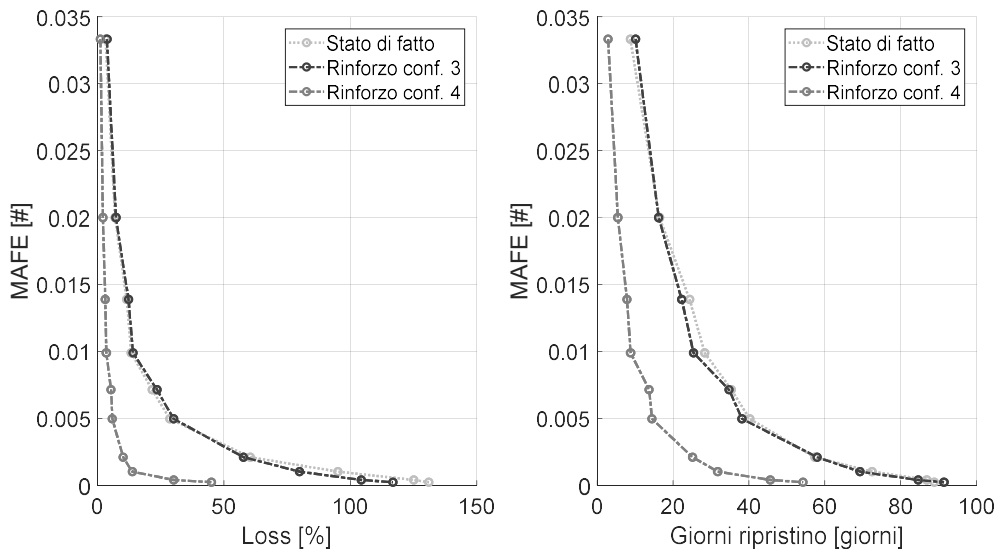 0.035
0.03
0.025
0.02
0.015
0.01
0.005
0
MAFE [#]
0
50
100
150
Loss [%]
Stato di fatto
Rinforzo conf. 3
Rinforzo conf. 4
0.035
0.03
0.025
0.02
0.015
0.01
0.005
0
MAFE [#]
0
20
40
60
80
100
Giorni ripristino [giorni]
Stato di fatto
Rinforzo conf. 3
Rinforzo conf. 4